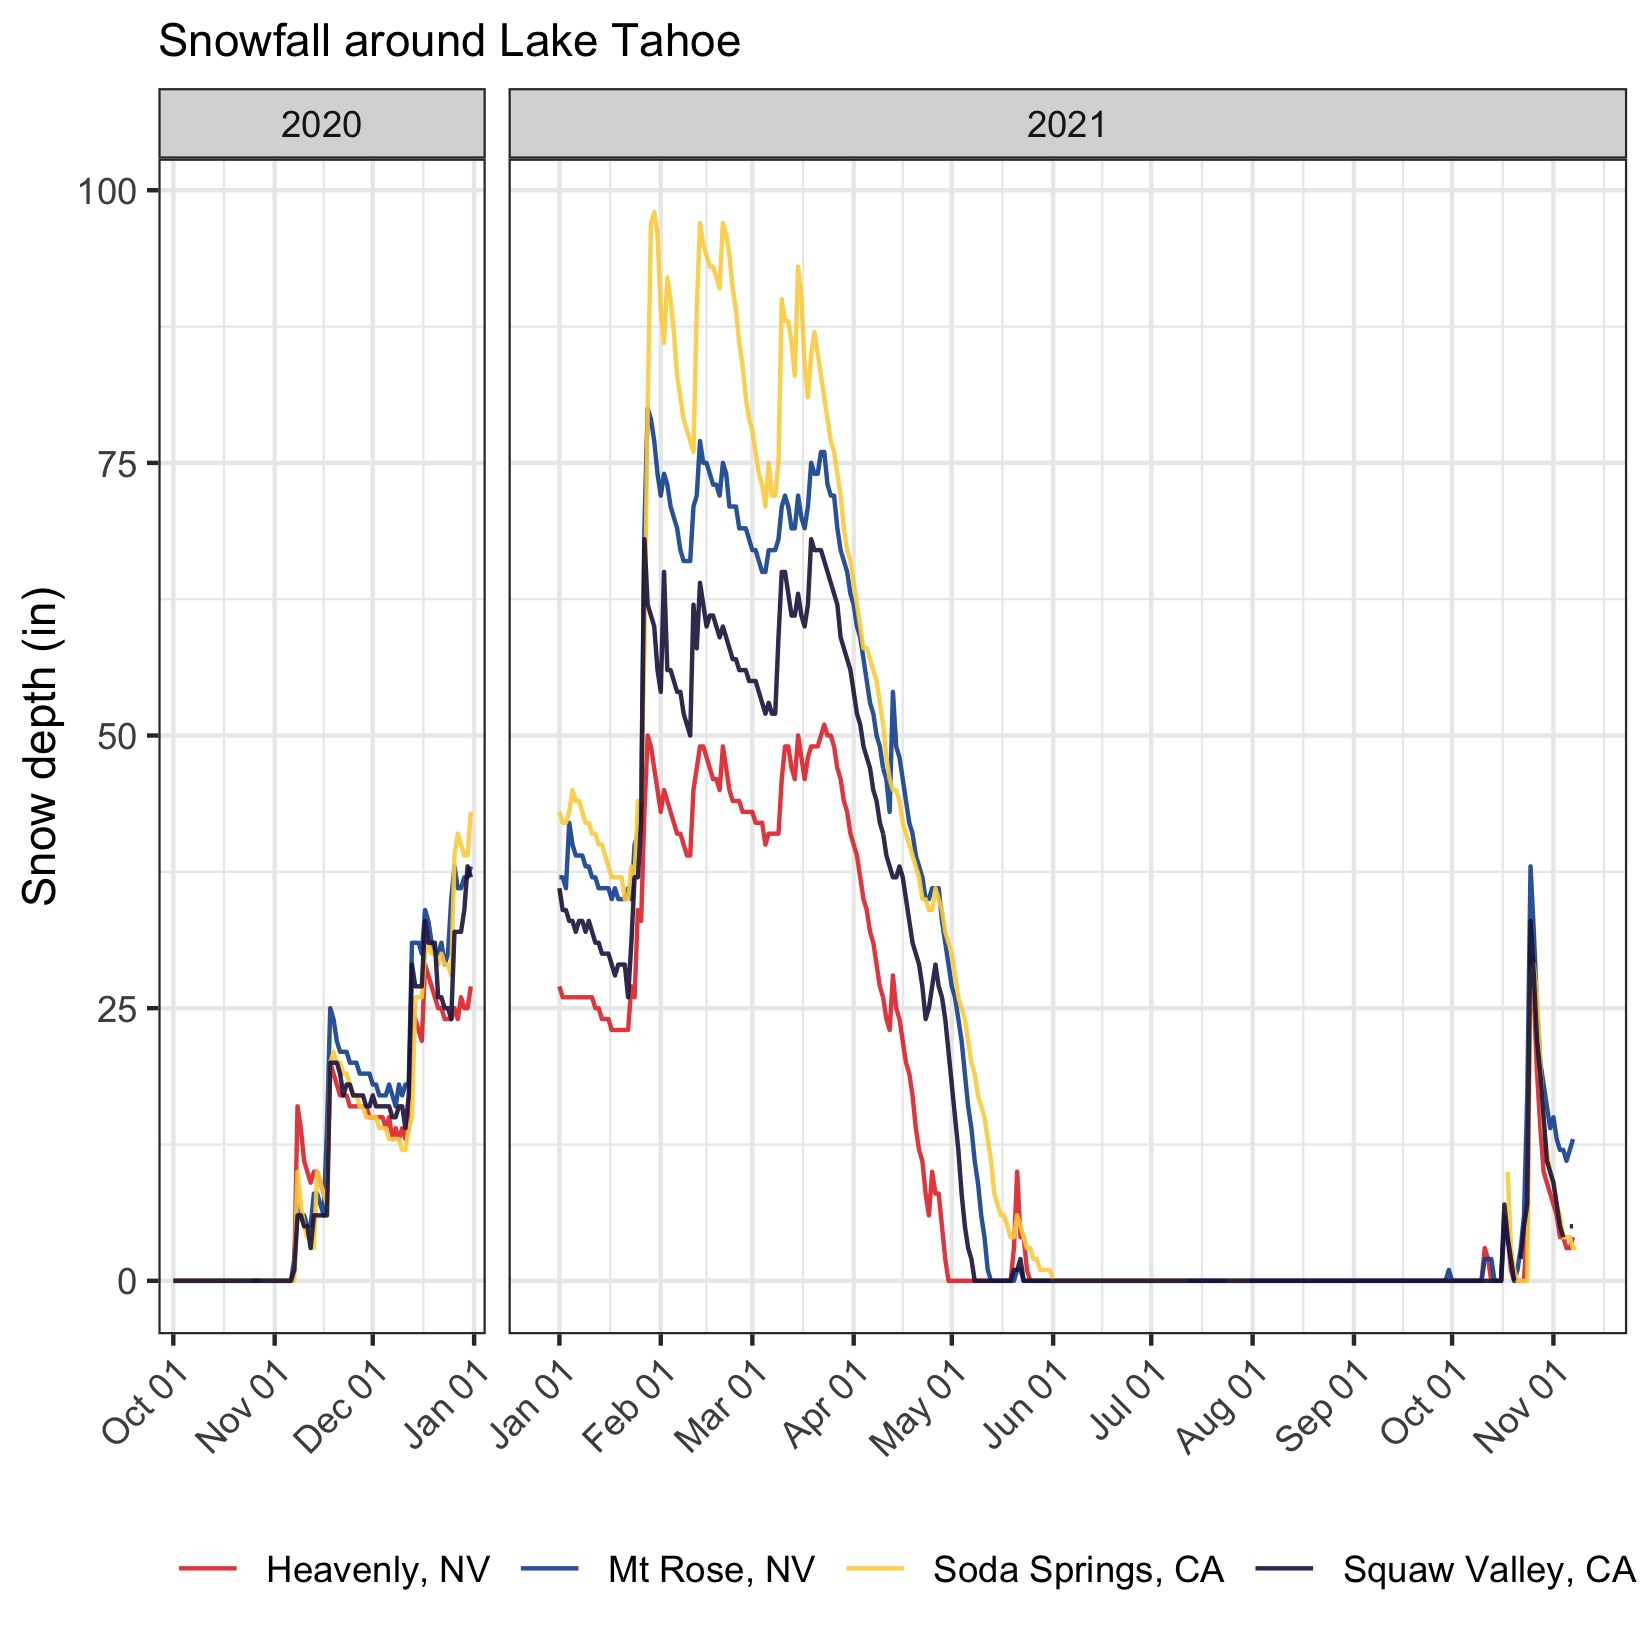 Snowfall around Lake Tahoe
2020
2021
Snow depth (in)
100
75
50
25
0
Oct 01
Nov 01
Dec 01
Jan 01
Jan 01
Feb 01
Mar 01
Apr 01
May 01
Jun 01
Jul 01
Aug 01
Sep 01
Oct 01
Nov 01
Heavenly, NV
Mt Rose, NV
Soda Springs, CA
Squaw Valley, CA